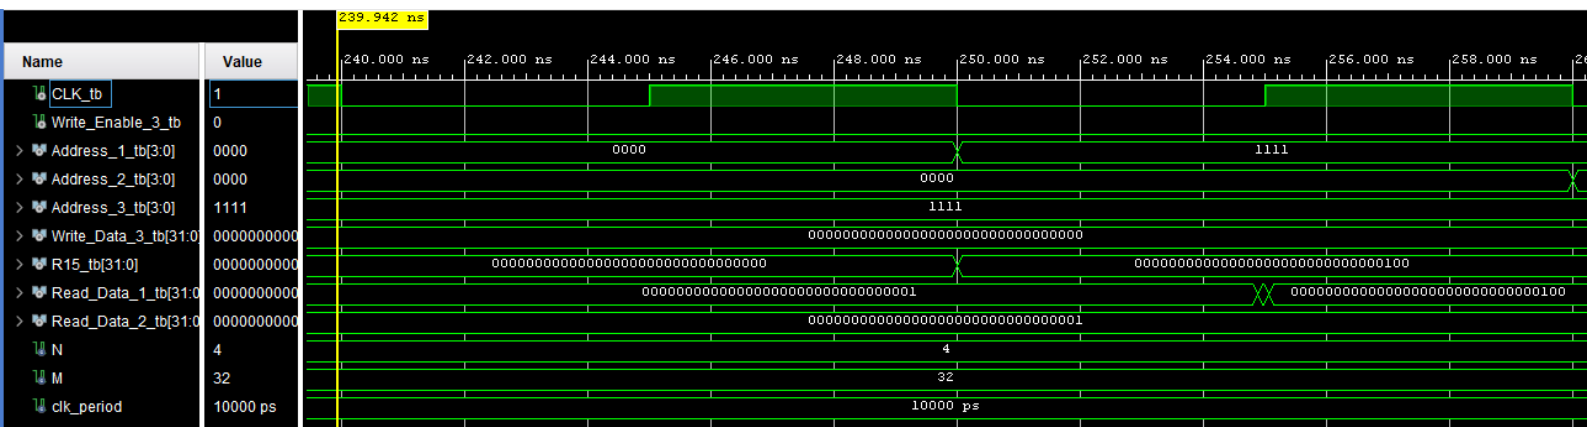 239.942 ns
Name Value
240.000 ns 242.000 ns 244.000 ns 246.000 ns 248.000 ns 250.000 ns 252.000 ns 254.000 ns 256.000 ns 258.000 ns
CLK_tb 1
Write_Enable_3_tb 0
Address_1_tb[3:0] 0000 0000 1111
Address_2_tb[3:0] 0000 0000
Address_3_tb[3:0] 1111 1111
Write_Data_3_tb[31:0] 0000000000 00000000000000000000000000000000
R15_tb[31:0] 0000000000 00000000000000000000000000000000 00000000000000000000000000000100
Read_Data_1_tb[31:0 0000000000 00000000000000000000000000000001 00000000000000000000000000000100
Read_Data_2_tb[31:0 0000000000 00000000000000000000000000000001
N 4 4
M 32 32
clk_period 10000 ps 10000 ps